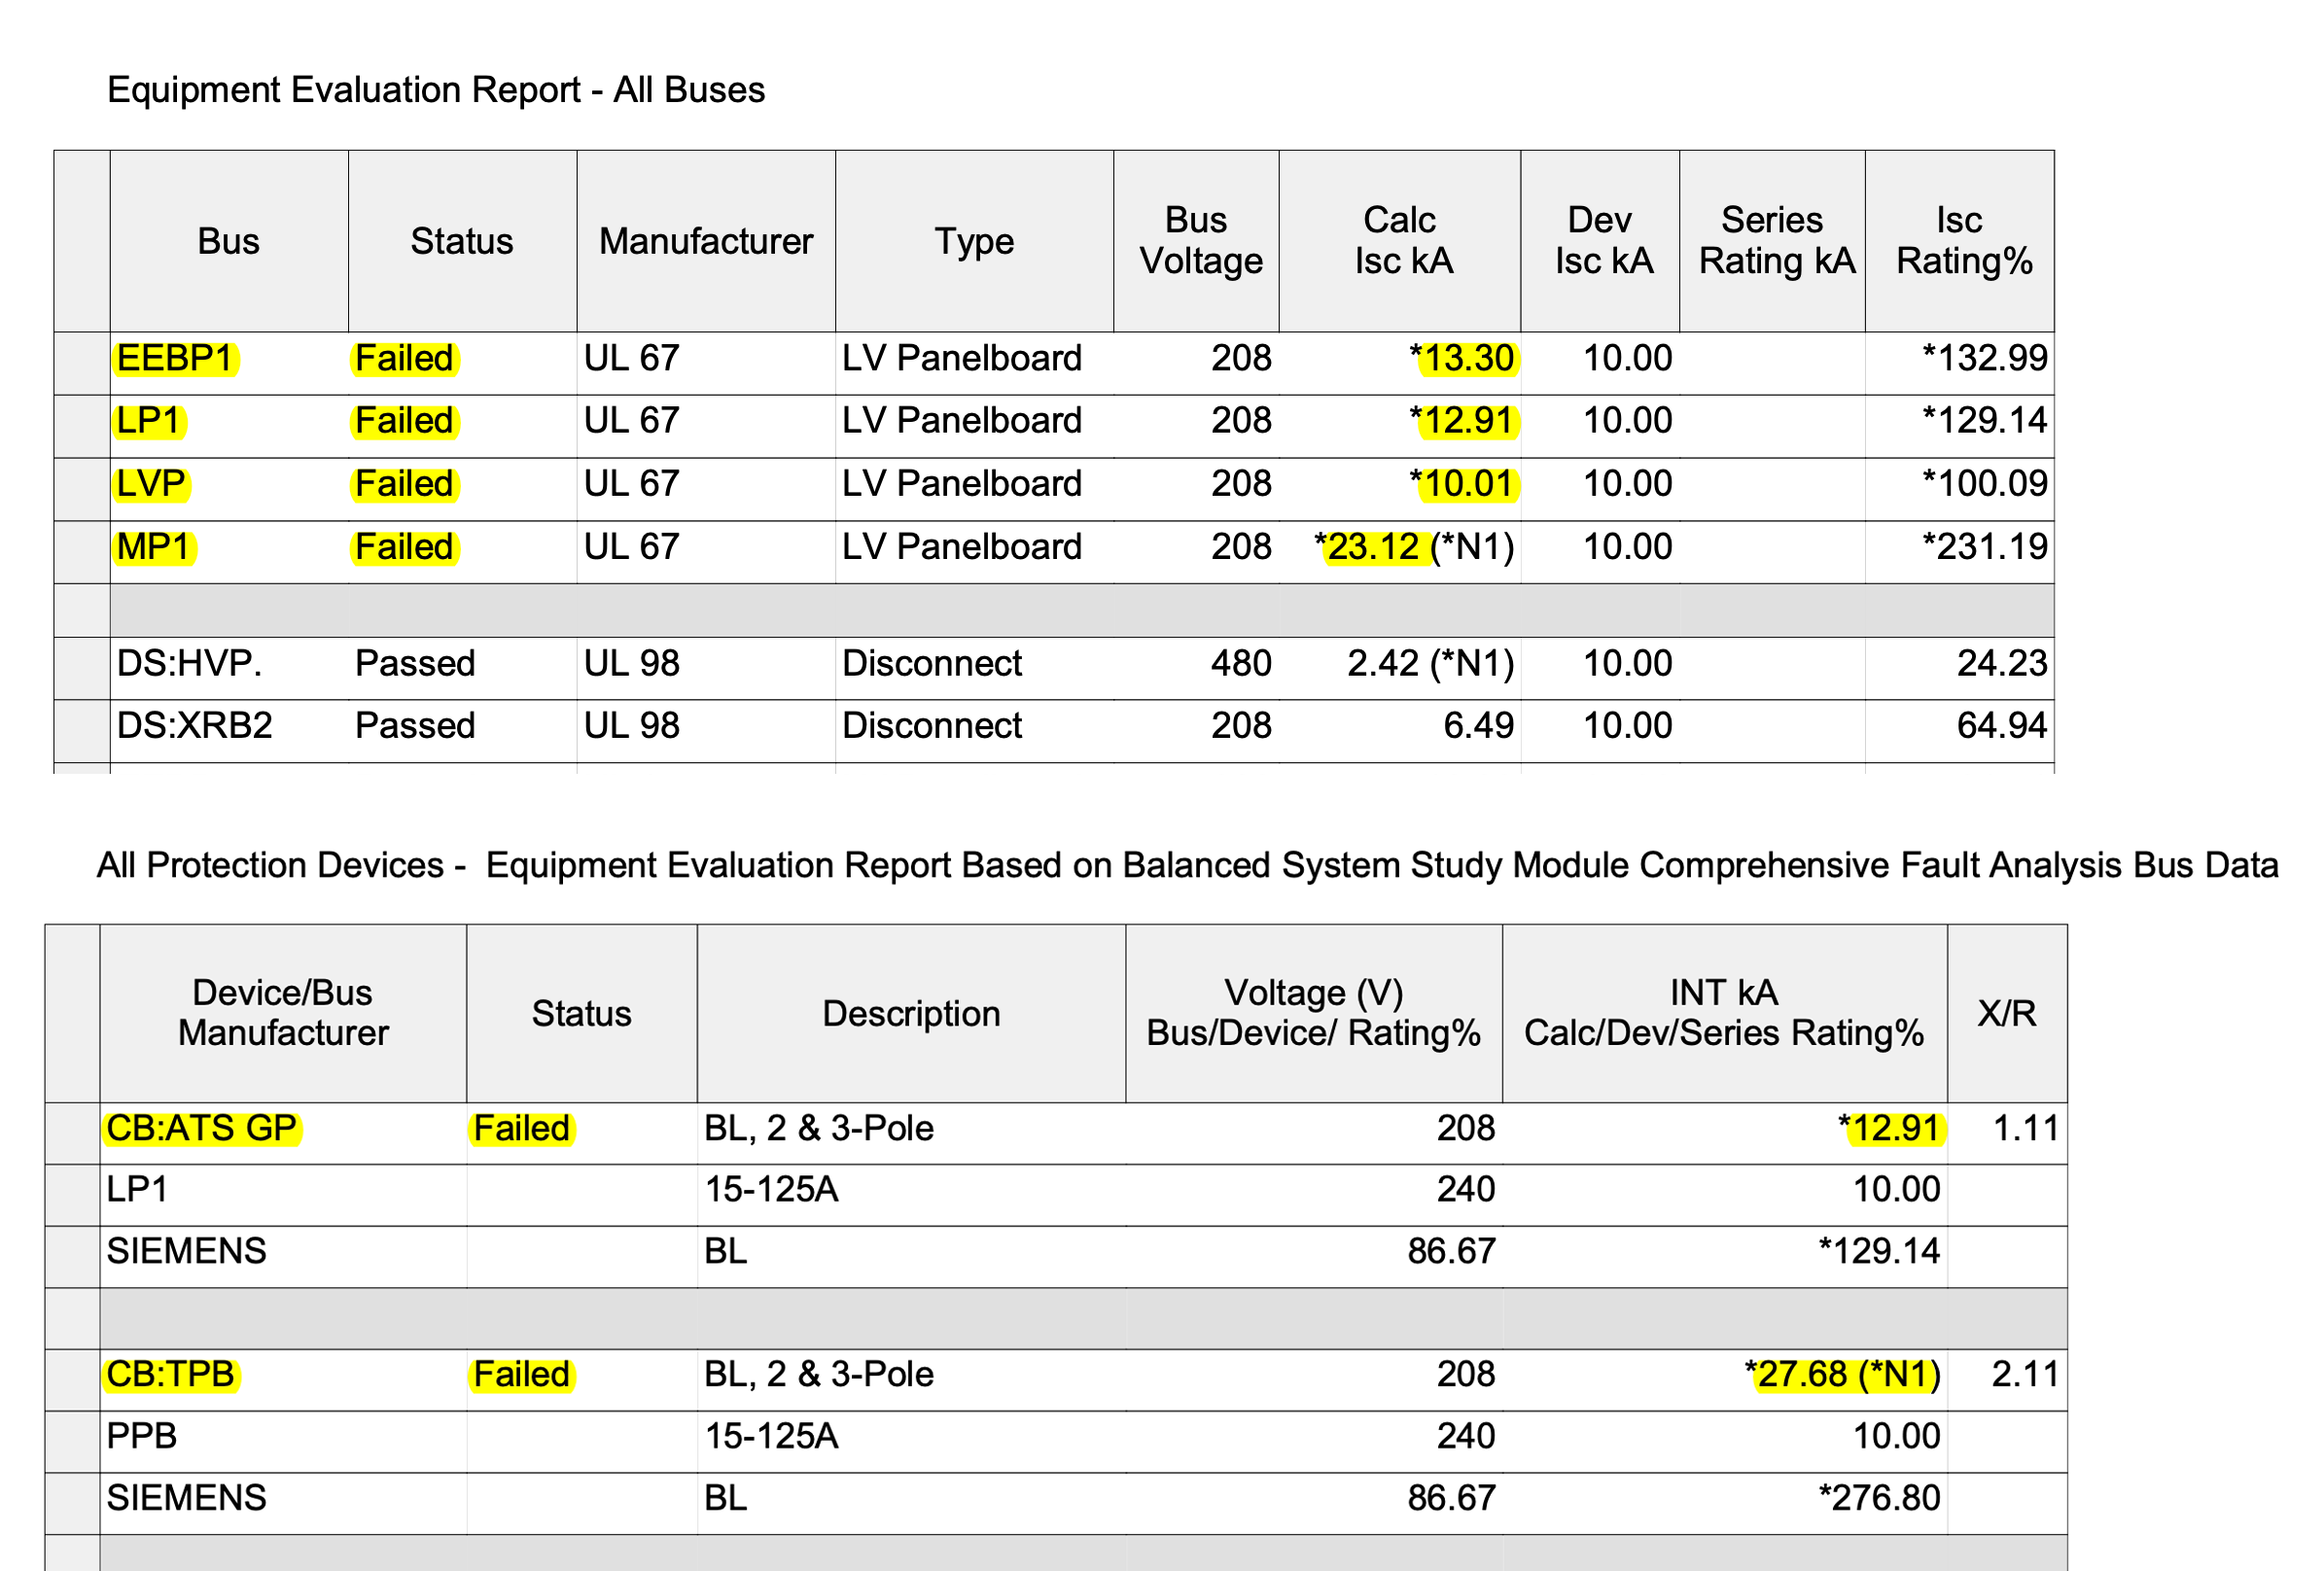 Equipment Evaluation Report - All Buses
Bus Status Manufacturer Type Bus Voltage Calc Isc kA Dev Isc kA Series Rating kA Isc Rating%
EEBP1 Failed UL 67 LV Panelboard 208 *13.30 10.00 *132.99
LP1 Failed UL 67 LV Panelboard 208 *12.91 10.00 *129.14
LVP Failed UL 67 LV Panelboard 208 *10.01 10.00 *100.09
MP1 Failed UL 67 LV Panelboard 208 *23.12 (*N1) 10.00 *231.19
DS:HVP. Passed UL 98 Disconnect 480 2.42 (*N1) 10.00 24.23
DS:XRB2 Passed UL 98 Disconnect 208 6.49 10.00 64.94
All Protection Devices - Equipment Evaluation Report Based on Balanced System Study Module Comprehensive Fault Analysis Bus Data
Device/Bus Manufacturer Status Description Voltage (V) Bus/Device/ Rating% INT kA Calc/Dev/Series Rating% X/R
CB:ATS GP Failed BL, 2 & 3-Pole 208 *12.91 1.11
LP1 15-125A 240 10.00
SIEMENS BL 86.67 *129.14
CB:TPB Failed BL, 2 & 3-Pole 208 *27.68 (*N1) 2.11
PPB 15-125A 240 10.00
SIEMENS BL 86.67 *276.80